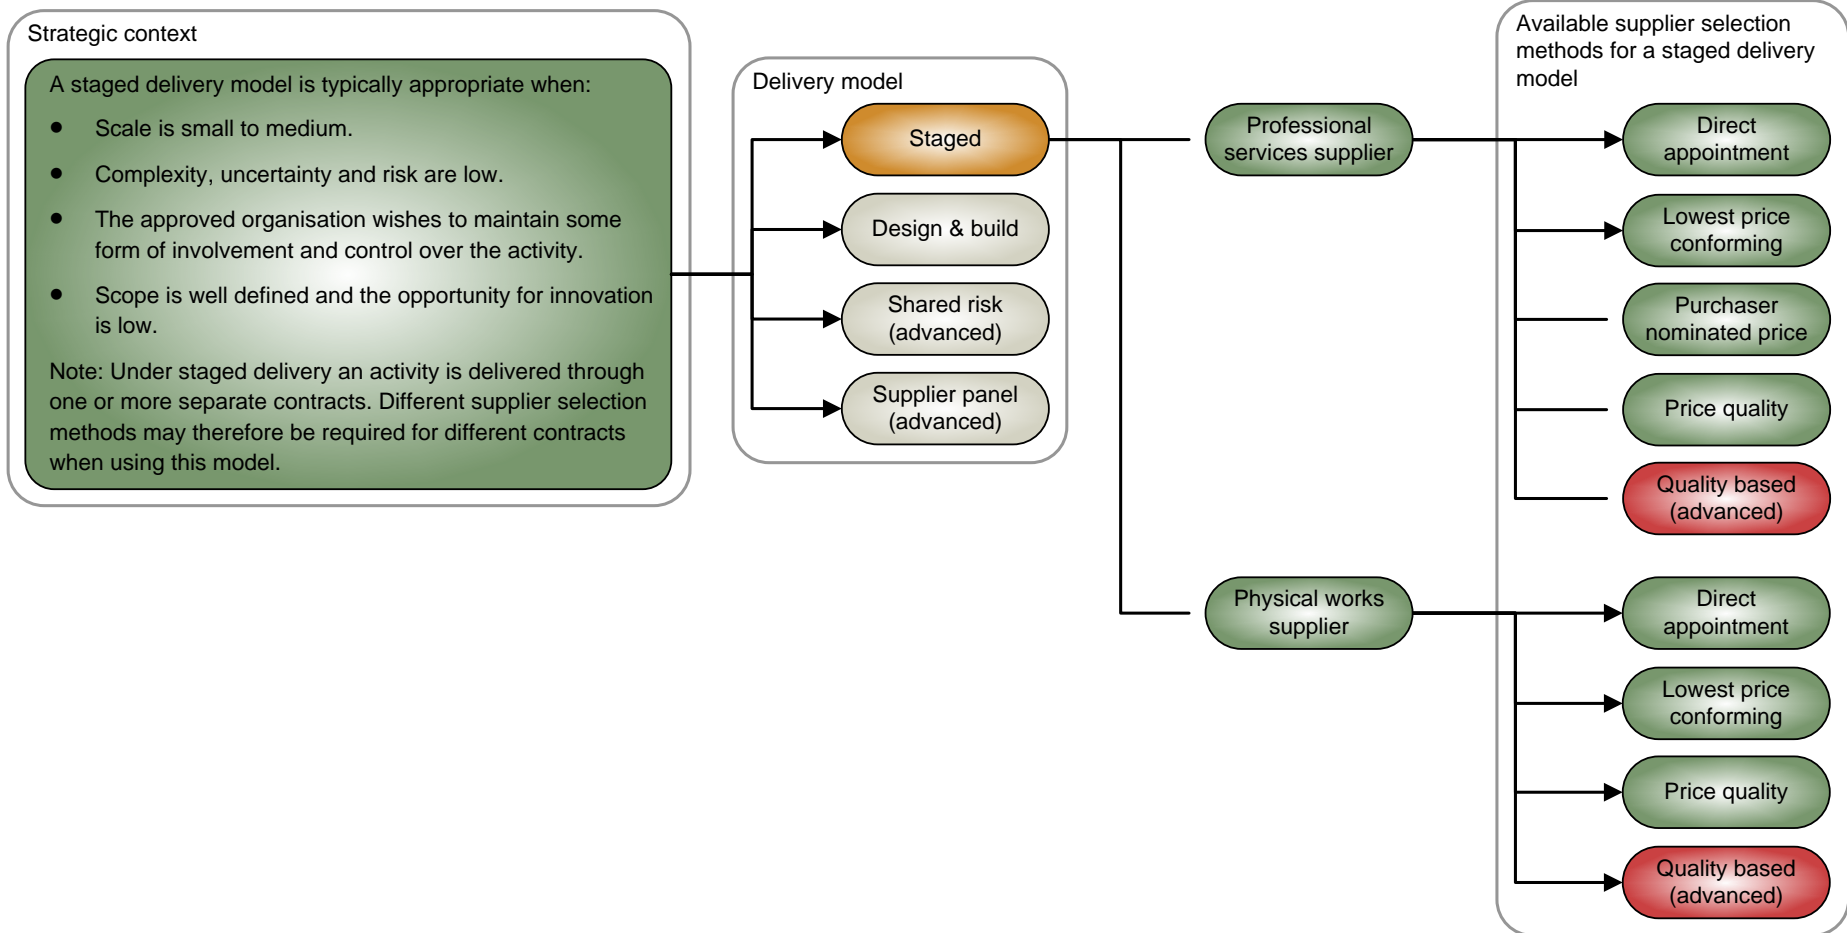 Strategic context
A staged delivery model is typically appropriate when:
● Scale is small to medium.
● Complexity, uncertainty and risk are low.
● The approved organisation wishes to maintain some
form of involvement and control over the activity.
● Scope is well defined and the opportunity for innovation
is low.
Note: Under staged delivery an activity is delivered through
one or more separate contracts. Different supplier selection
methods may therefore be required for different contracts
when using this model.
Delivery model
Staged
Design & build
Shared risk
(advanced)
Supplier panel
(advanced)
Professional
services supplier
Physical works
supplier
Available supplier selection
methods for a staged delivery
model
Direct
appointment
Lowest price
conforming
Purchaser
nominated price
Price quality
Quality based
(advanced)
Direct
appointment
Lowest price
conforming
Price quality
Quality based
(advanced)